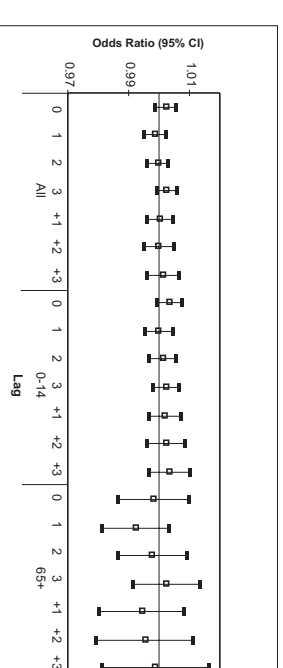 Odds Ratio (95% CI)
0.97
0.99
1.01
0 1 2 3 +1 +2 +3 0 1 2 3 +1 +2 +3 0 1 2 3 +1 +2 +3
All 0-14 65+
Lag